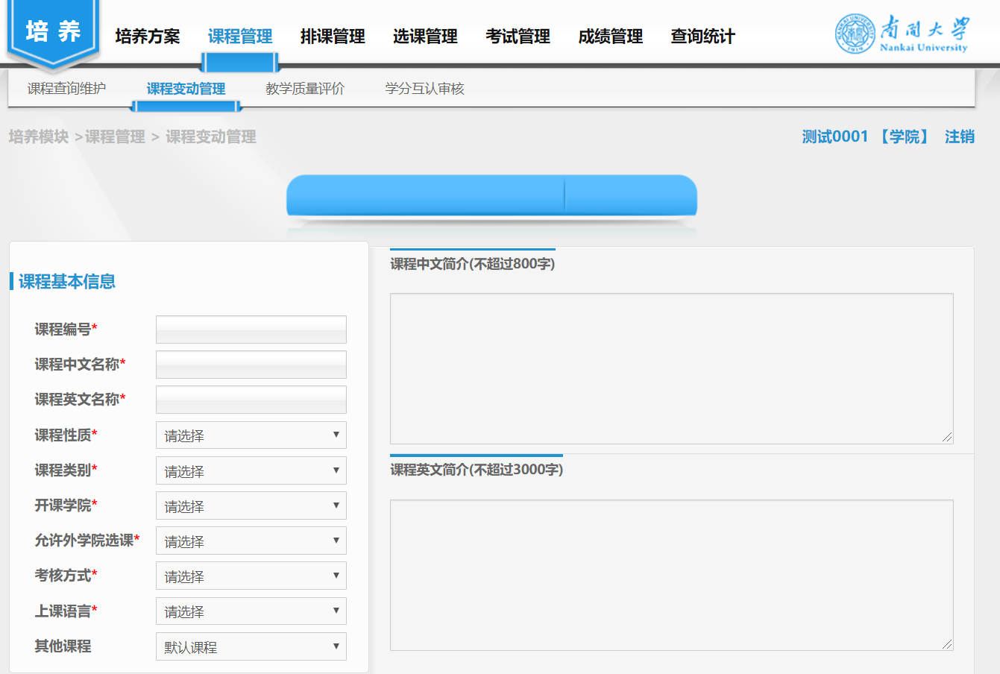 培养
培养方案 课程管理 排课管理 选课管理 考试管理 成绩管理 查询统计
南开大学
Nankai University
NANKAI UNIVERSITY
1919
课程查询维护 课程变动管理 教学质量评价 学分互认审核
培养模块 >课程管理 > 课程变动管理
测试0001 【学院】 注销
课程基本信息
课程编号*
课程中文名称*
课程英文名称*
课程性质* 请选择
课程类别* 请选择
开课学院* 请选择
允许外学院选课* 请选择
考核方式* 请选择
上课语言* 请选择
其他课程 默认课程
课程中文简介(不超过800字)
课程英文简介(不超过3000字)